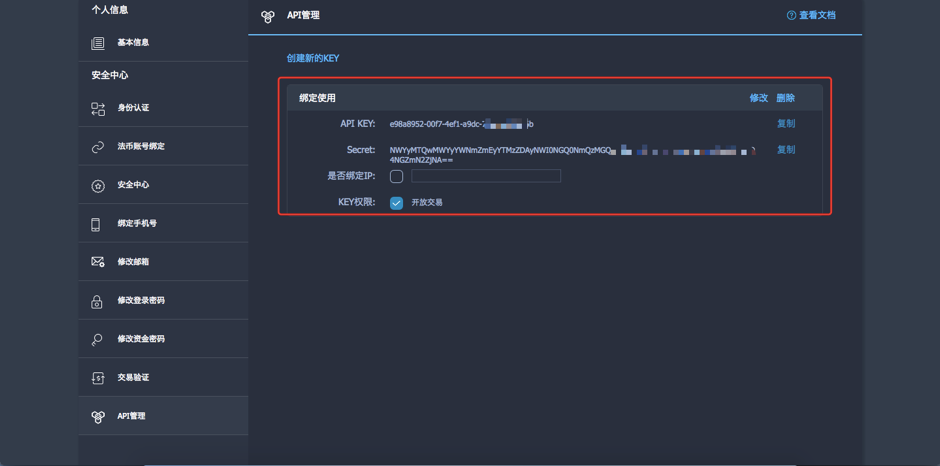 个人信息
基本信息
安全中心
身份认证
法币账号绑定
安全中心
绑定手机号
修改邮箱
修改登录密码
修改资金密码
交易验证
API管理
API管理
查看文档
创建新的KEY
绑定使用
修改 删除
API KEY: e98a8952-00f7-4ef1-a9dc- 复制
Secret: 复制
4NGZmN2ZjNA==
是否绑定IP:
KEY权限: 开放交易